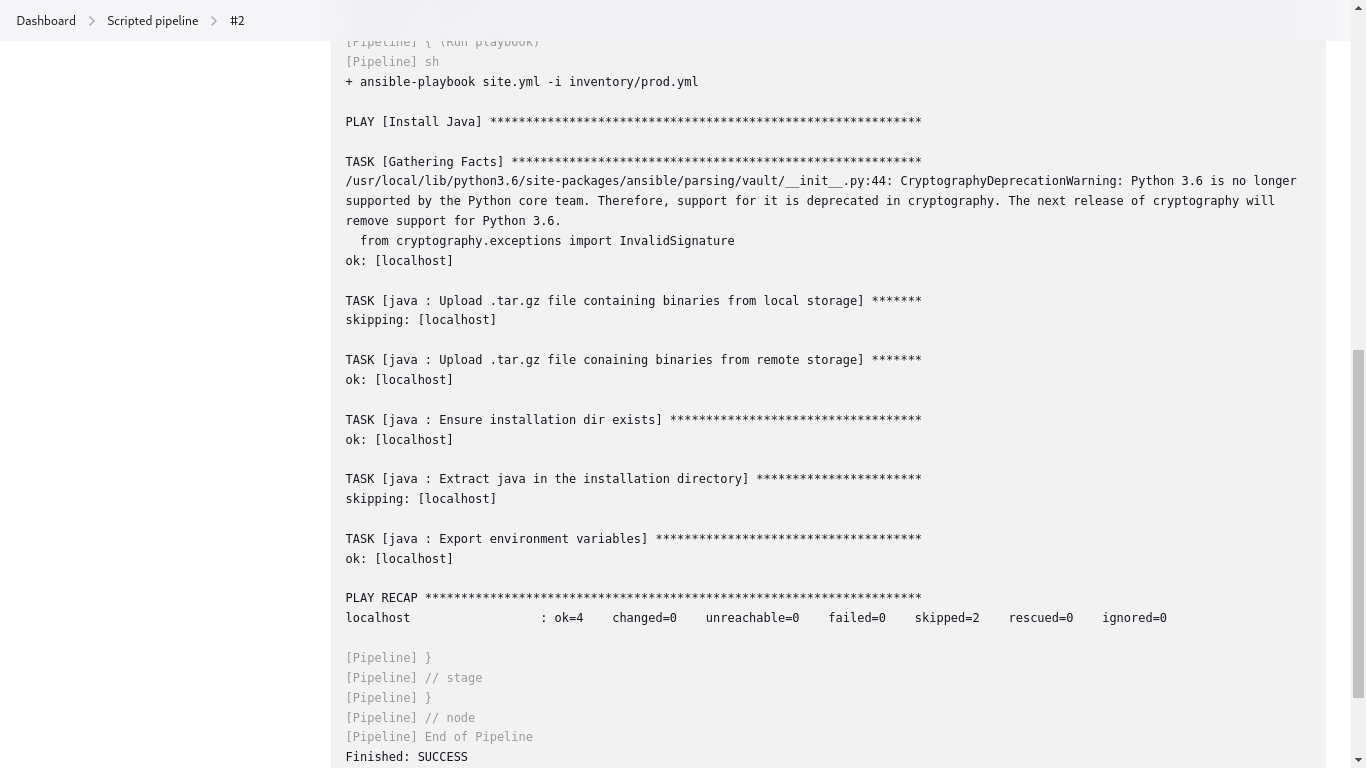 Dashboard > Scripted pipeline > #2
[Pipeline] { (Run playbook)
[Pipeline] sh
+ ansible-playbook site.yml -i inventory/prod.yml
PLAY [Install Java] ************************************************************
TASK [Gathering Facts] *********************************************************
/usr/local/lib/python3.6/site-packages/ansible/parsing/vault/__init__.py:44: CryptographyDeprecationWarning: Python 3.6 is no longer
supported by the Python core team. Therefore, support for it is deprecated in cryptography. The next release of cryptography will
remove support for Python 3.6.
  from cryptography.exceptions import InvalidSignature
ok: [localhost]
TASK [java : Upload .tar.gz file containing binaries from local storage] *******
skipping: [localhost]
TASK [java : Upload .tar.gz file conaining binaries from remote storage] *******
ok: [localhost]
TASK [java : Ensure installation dir exists] ***********************************
ok: [localhost]
TASK [java : Extract java in the installation directory] ***********************
skipping: [localhost]
TASK [java : Export environment variables] *************************************
ok: [localhost]
PLAY RECAP *********************************************************************
localhost                  : ok=4    changed=0    unreachable=0    failed=0    skipped=2    rescued=0    ignored=0
[Pipeline] }
[Pipeline] // stage
[Pipeline] }
[Pipeline] // node
[Pipeline] End of Pipeline
Finished: SUCCESS